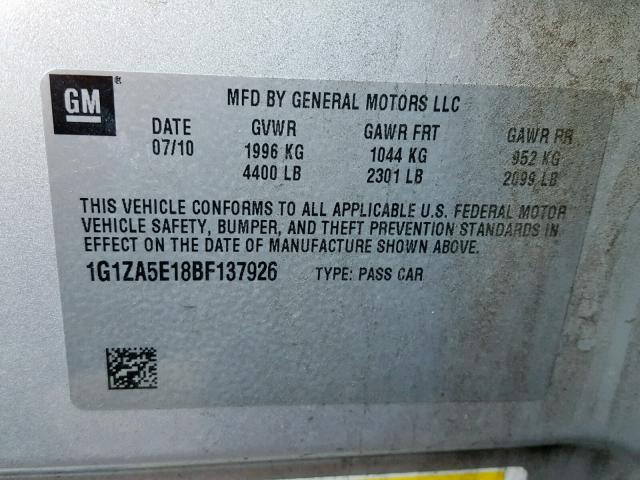 GM®
MFD BY GENERAL MOTORS LLC
DATE GVWR GAWR FRT GAWR RR
07/10 1996 KG 1044 KG 952 KG
4400 LB 2301 LB 2099 LB
THIS VEHICLE CONFORMS TO ALL APPLICABLE U.S. FEDERAL MOTOR
VEHICLE SAFETY, BUMPER, AND THEFT PREVENTION STANDARDS IN
EFFECT ON THE DATE OF MANUFACTURE SHOWN ABOVE.
1G1ZA5E18BF137926 TYPE: PASS CAR